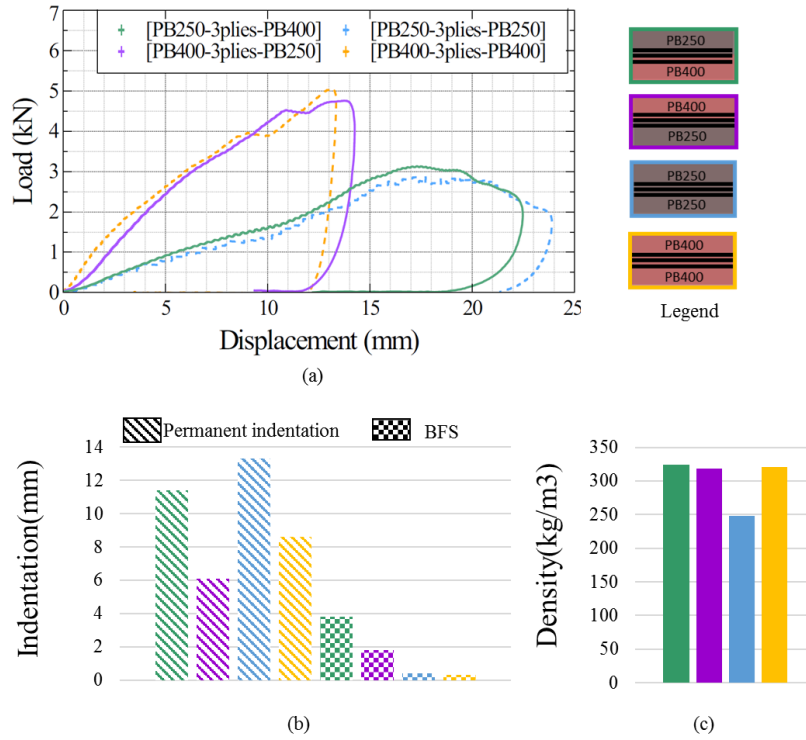 7
6
5
4
3
2
1
0
Load (kN)
[PB250-3plies-PB400] [PB250-3plies-PB250]
[PB400-3plies-PB250] [PB400-3plies-PB400]
0 5 10 15 20 25
Displacement (mm)
(a)
PB250
PB400
PB400
PB250
PB250
PB250
PB400
PB400
Legend
Permanent indentation BFS
14
12
10
8
6
4
2
0
Indentation(mm)
(b)
350
300
250
200
150
100
50
0
Density(kg/m3)
(c)